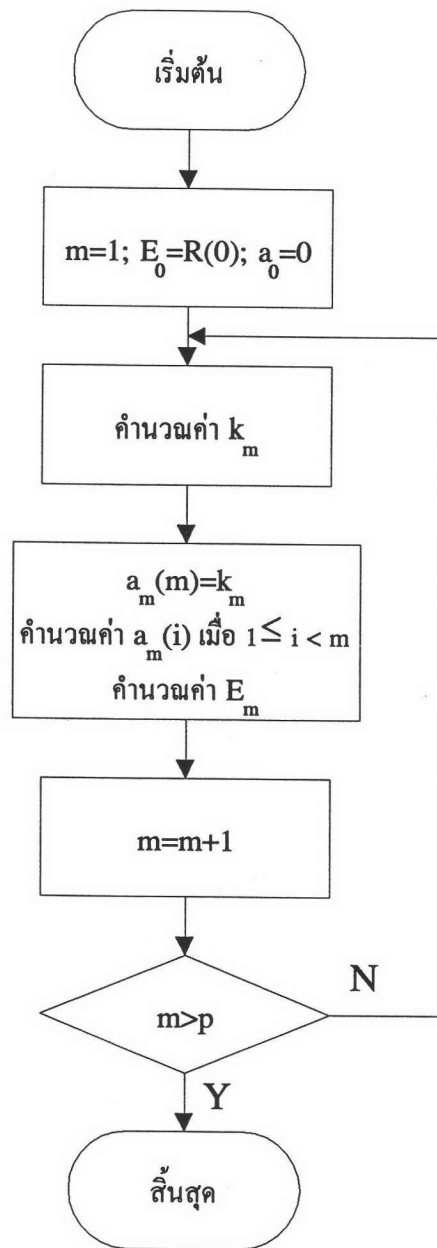 เริ่มต้น
m=1; E₀=R(0); a₀=0
คำนวณค่า kₘ
aₘ(m)=kₘ
คำนวณค่า aₘ(i) เมื่อ 1≤ i < m
คำนวณค่า Eₘ
m=m+1
m>p
N
Y
สิ้นสุด